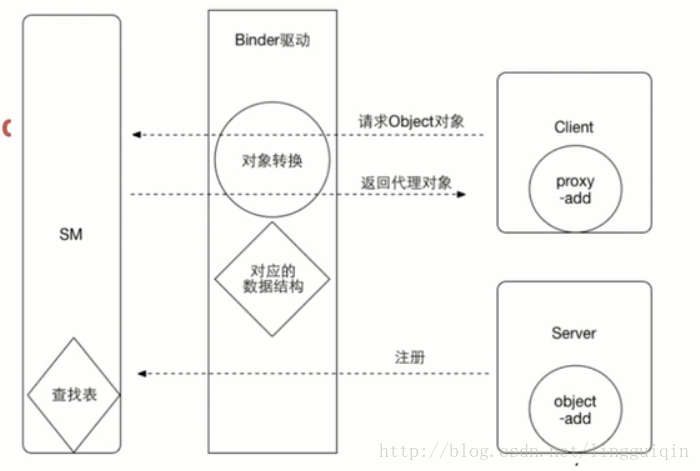 Binder驱动
请求Object对象
Client
对象转换
返回代理对象
proxy
-add
SM
对应的
数据结构
Server
注册
查找表
object
-add
http://blog.csdn.net/lingguiqin